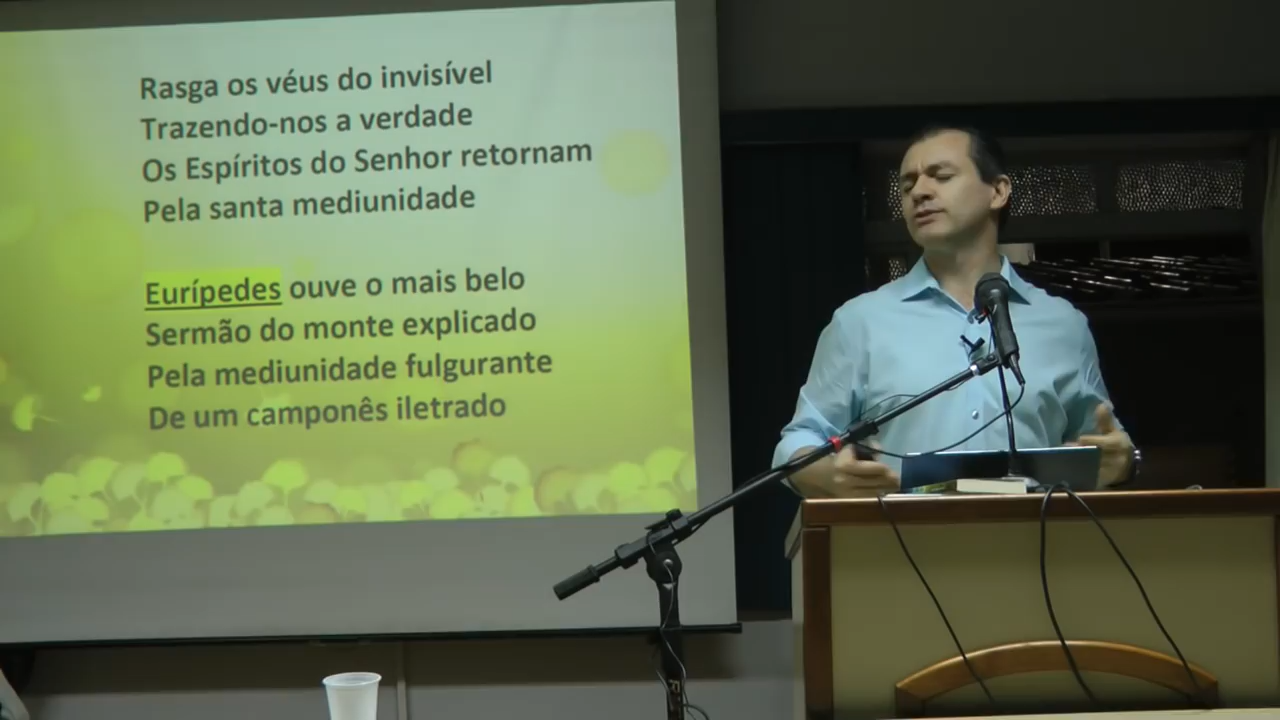 Rasga os véus do invisível
Trazendo-nos a verdade
Os Espíritos do Senhor retornam
Pela santa mediunidade
Eurípedes ouve o mais belo
Sermão do monte explicado
Pela mediunidade fulgurante
De um camponês iletrado